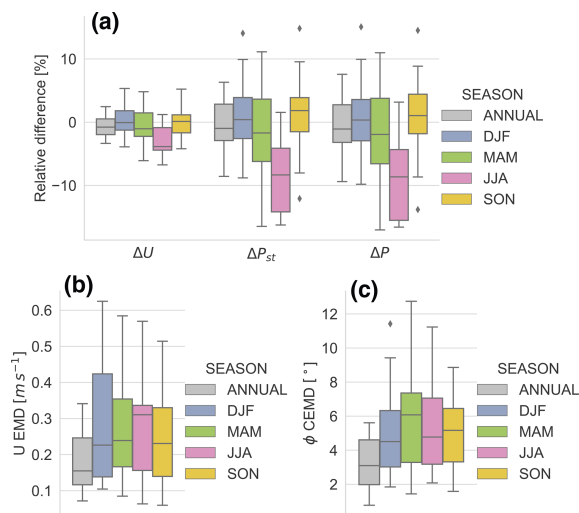 (a)
Relative difference [%]
10
0
−10
ΔU
ΔP_st
ΔP
SEASON
ANNUAL
DJF
MAM
JJA
SON
(b)
U EMD [m s⁻¹]
0.6
0.5
0.4
0.3
0.2
0.1
SEASON
ANNUAL
DJF
MAM
JJA
SON
(c)
ϕ CEMD [°]
12
10
8
6
4
2
SEASON
ANNUAL
DJF
MAM
JJA
SON